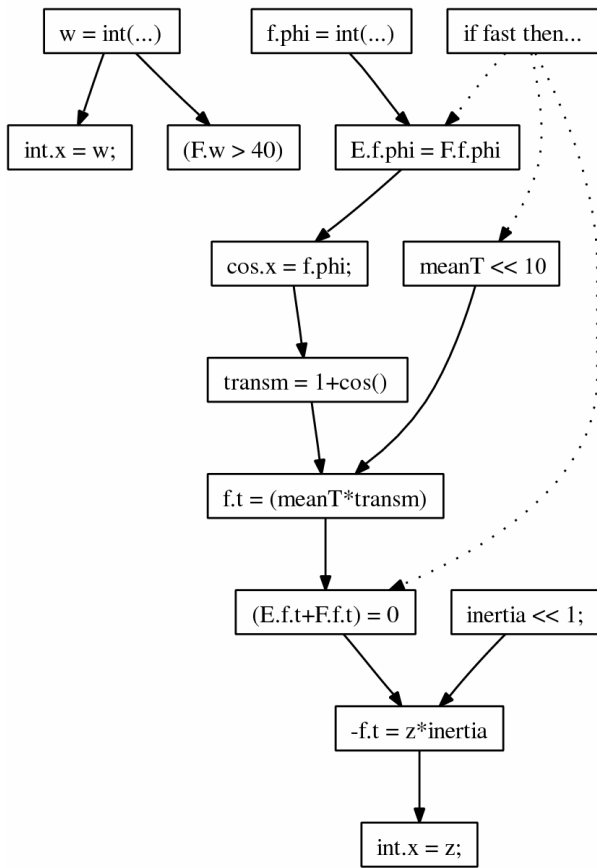 w = int(...)
f.phi = int(...)
if fast then...
int.x = w;
(F.w > 40)
E.f.phi = F.f.phi
cos.x = f.phi;
meanT << 10
transm = 1+cos()
f.t = (meanT*transm)
(E.f.t+F.f.t) = 0
inertia << 1;
-f.t = z*inertia
int.x = z;